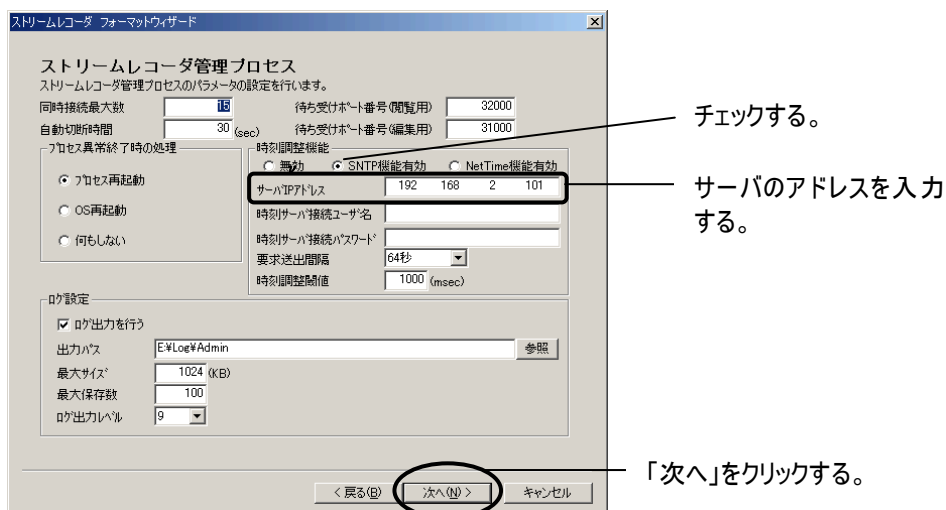 ストリームレコーダ フォーマットウィザード
ストリームレコーダ管理プロセス
ストリームレコーダ管理プロセスのパラメータの設定を行います。
同時接続最大数 15 待ち受けポート番号(閲覧用) 32000
自動切断時間 30 (sec) 待ち受けポート番号(編集用) 31000
プロセス異常終了時の処理
プロセス再起動
OS再起動
何もしない
時刻調整機能
無効 SNTP機能有効 NetTime機能有効
サーバIPアドレス 192 168 2 101
時刻サーバ接続ユーザ名
時刻サーバ接続パスワード
要求送出間隔 64秒
時刻調整閾値 1000 (msec)
ログ設定
ログ出力を行う
出力パス E:¥Log¥Admin 参照
最大サイズ 1024 (KB)
最大保存数 100
ログ出力レベル 9
< 戻る(B) 次へ(N) > キャンセル
チェックする。
サーバのアドレスを入力
する。
「次へ」をクリックする。